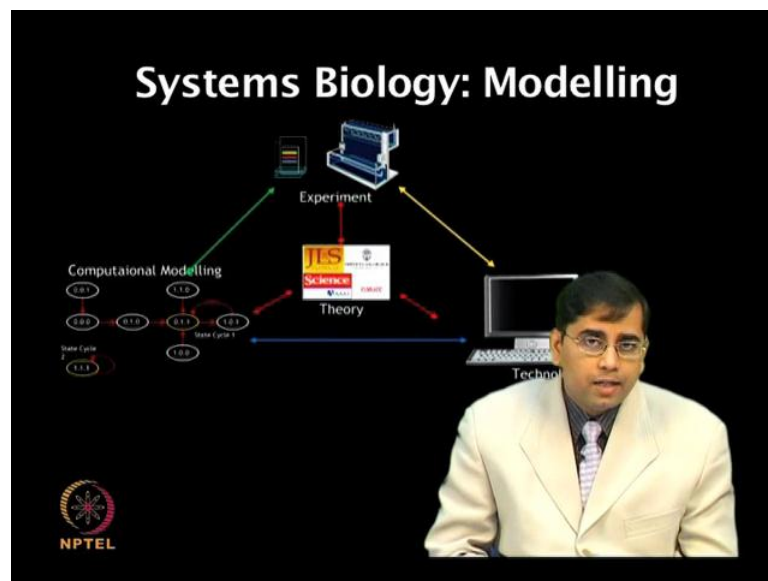 Systems Biology: Modelling
Experiment
Computaional Modelling
JLS
Science
Theory
0.0.1
1.1.0
0.0.0
0.1.0
0.1.1
1.0.1
State Cycle 1
State Cycle
2
1.0.0
1.1.1
Technol
NPTEL